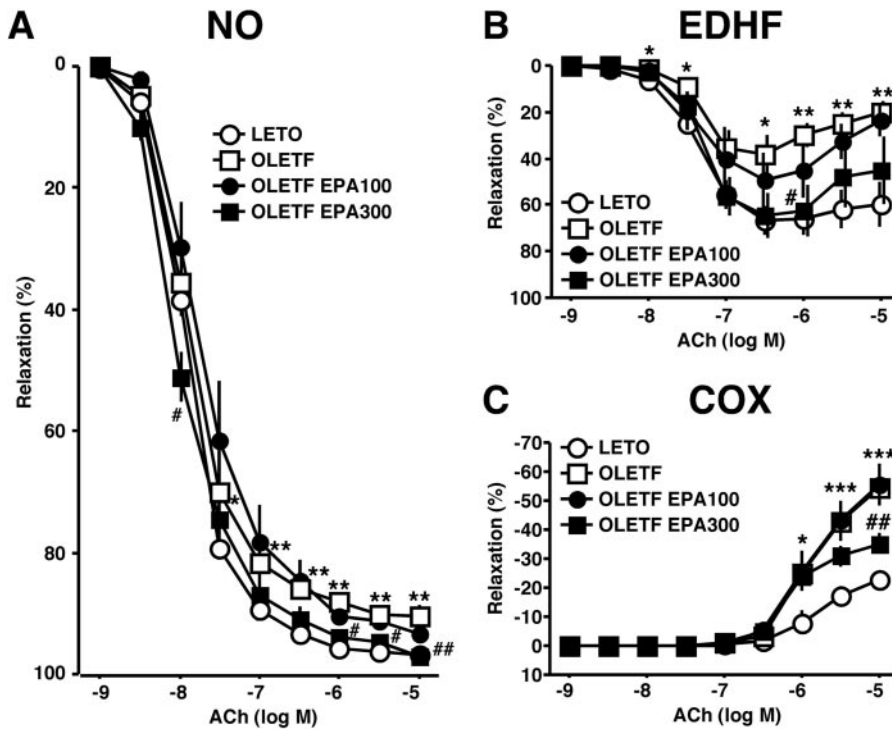 A
NO
0
20
40
60
80
100
Relaxation (%)
LETO
OLETF
OLETF EPA100
OLETF EPA300
#
*
**
**
**
**
**
#
#
##
-9
-8
-7
-6
-5
ACh (log M)
B
EDHF
0
20
40
60
80
100
Relaxation (%)
*
*
*
**
**
**
#
LETO
OLETF
OLETF EPA100
OLETF EPA300
-9
-8
-7
-6
-5
ACh (log M)
C
COX
-70
-60
-50
-40
-30
-20
-10
0
10
Relaxation (%)
LETO
OLETF
OLETF EPA100
OLETF EPA300
*
***
***
##
-9
-8
-7
-6
-5
ACh (log M)